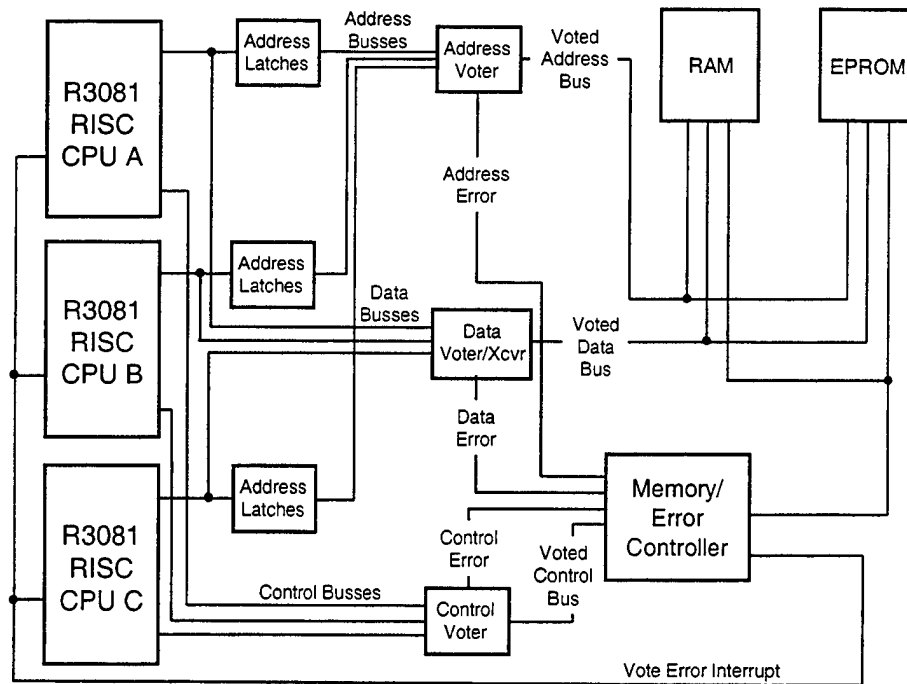 R3081
RISC
CPU A
Address
Latches
Address
Busses
Address
Voter
Voted
Address
Bus
RAM
EPROM
Address
Error
R3081
RISC
CPU B
Address
Latches
Data
Busses
Data
Voter/Xcvr
Voted
Data
Bus
Data
Error
R3081
RISC
CPU C
Address
Latches
Memory/
Error
Controller
Control
Error
Voted
Control
Bus
Control Busses
Control
Voter
Vote Error Interrupt